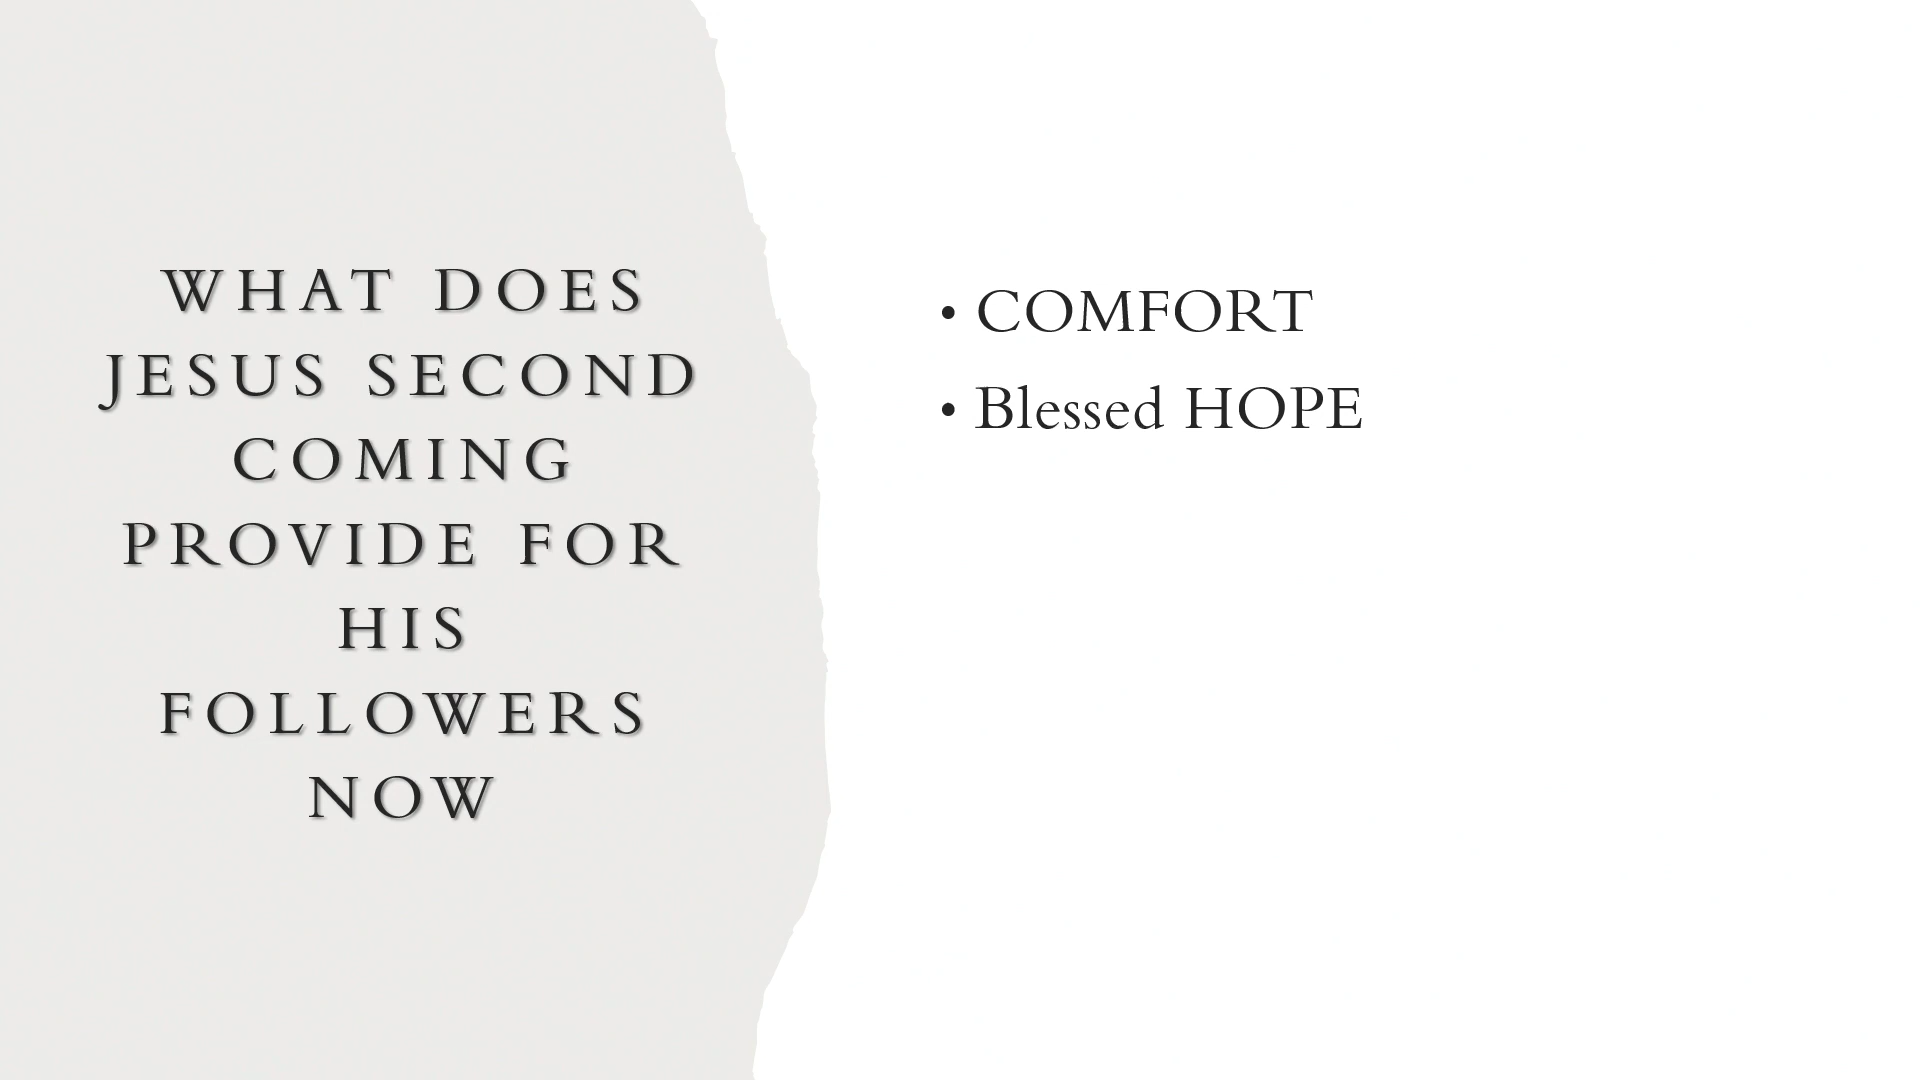 WHAT DOES
JESUS SECOND
COMING
PROVIDE FOR
HIS
FOLLOWERS
NOW
• COMFORT
• Blessed HOPE